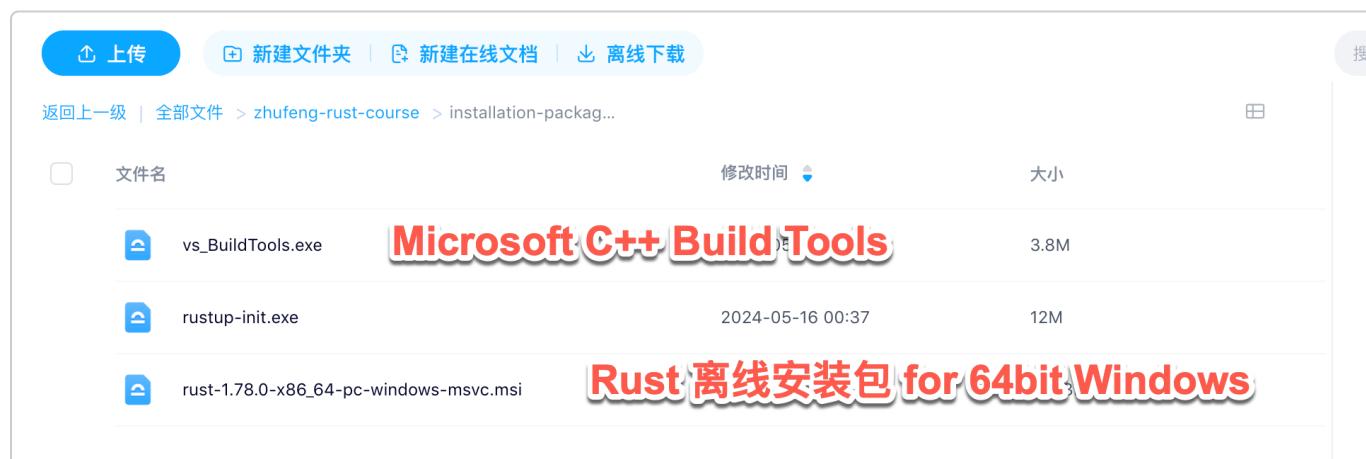 上传 新建文件夹 新建在线文档 离线下载
返回上一级 | 全部文件 > zhufeng-rust-course > installation-packag...
文件名 修改时间 大小
vs_BuildTools.exe Microsoft C++ Build Tools 3.8M
rustup-init.exe 2024-05-16 00:37 12M
rust-1.78.0-x86_64-pc-windows-msvc.msi Rust 离线安装包 for 64bit Windows